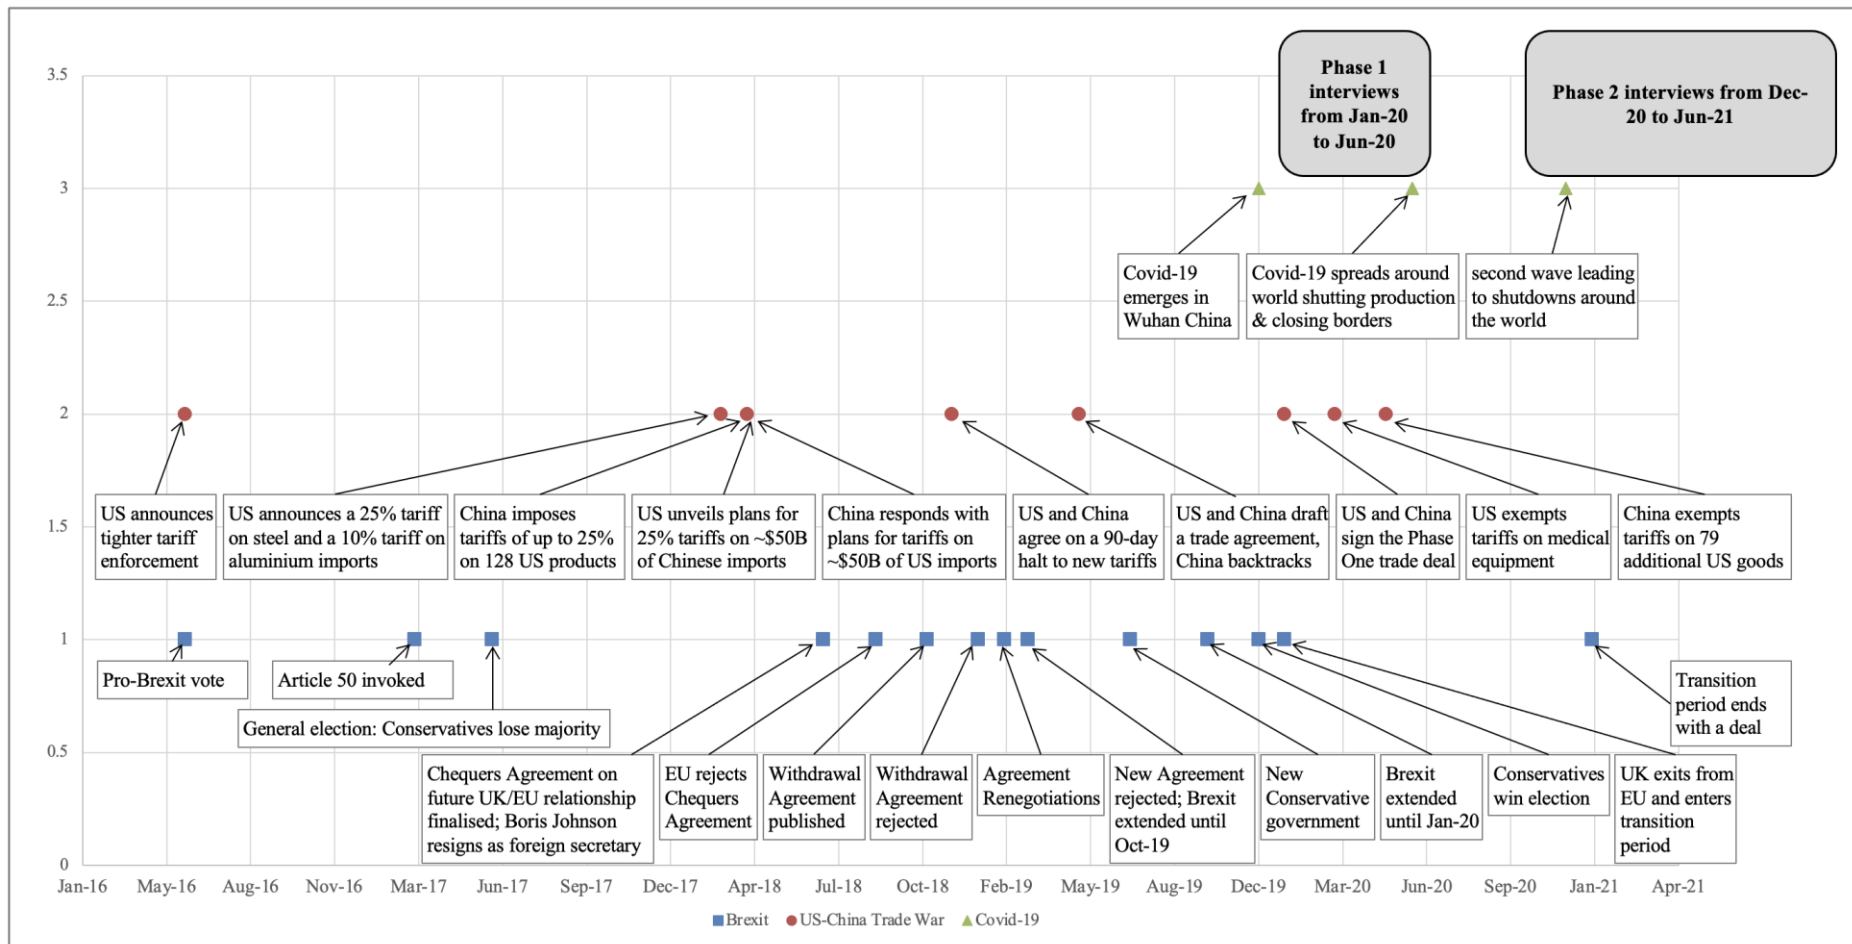 Phase 1
interviews
from Jan-20
to Jun-20
Phase 2 interviews from Dec-
20 to Jun-21
3.5
3
2.5
2
1.5
1
0.5
0
Covid-19
emerges in
Wuhan China
Covid-19 spreads around
world shutting production
& closing borders
second wave leading
to shutdowns around
the world
US announces
tighter tariff
enforcement
US announces a 25% tariff
on steel and a 10% tariff on
aluminium imports
China imposes
tariffs of up to 25%
on 128 US products
US unveils plans for
25% tariffs on ~$50B
of Chinese imports
China responds with
plans for tariffs on
~$50B of US imports
US and China
agree on a 90-day
halt to new tariffs
US and China draft
a trade agreement,
China backtracks
US and China
sign the Phase
One trade deal
US exempts
tariffs on medical
equipment
China exempts
tariffs on 79
additional US goods
Pro-Brexit vote
Article 50 invoked
General election: Conservatives lose majority
Transition
period ends
with a deal
Chequers Agreement on
future UK/EU relationship
finalised; Boris Johnson
resigns as foreign secretary
EU rejects
Chequers
Agreement
Withdrawal
Agreement
published
Withdrawal
Agreement
rejected
Agreement
Renegotiations
New Agreement
rejected; Brexit
extended until
Oct-19
New
Conservative
government
Brexit
extended
until Jan-20
Conservatives
win election
UK exits from
EU and enters
transition
period
Jan-16 May-16 Aug-16 Nov-16 Mar-17 Jun-17 Sep-17 Dec-17 Apr-18 Jul-18 Oct-18 Feb-19 May-19 Aug-19 Dec-19 Mar-20 Jun-20 Sep-20 Jan-21 Apr-21
Brexit US-China Trade War Covid-19